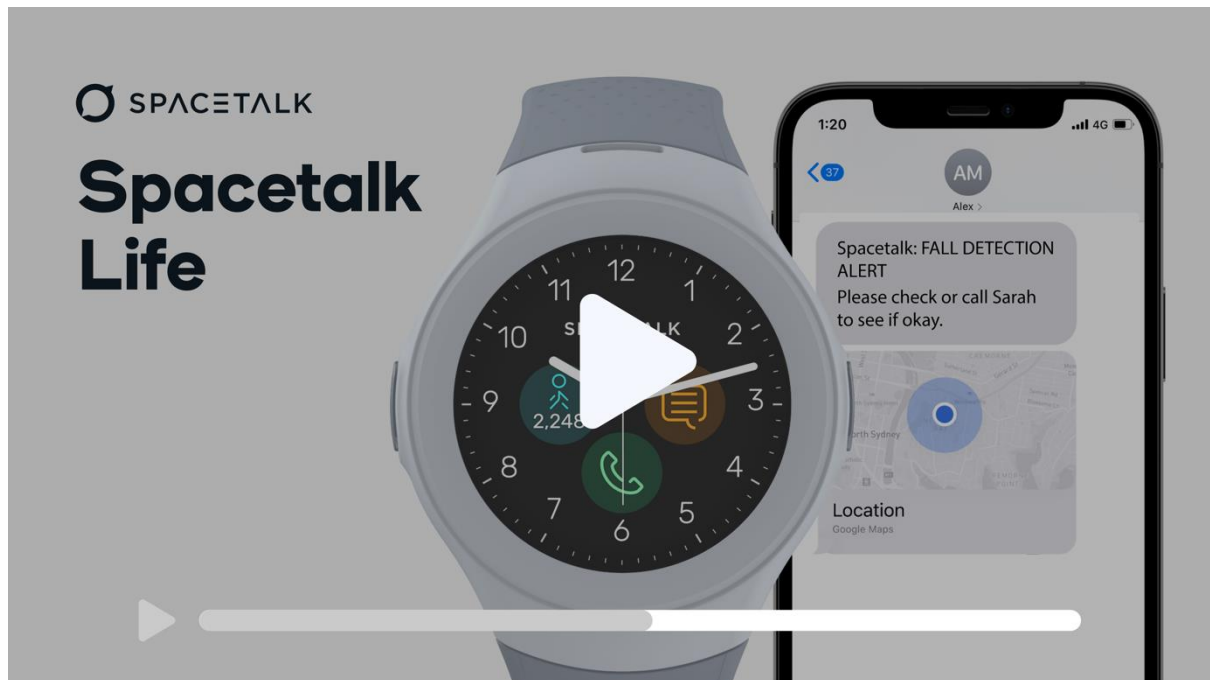 SPACETALK
Spacetalk
Life
12
11
1
10
2
9
3
2,248
8
4
7
5
6
1:20
4G
37
AM
Alex >
Spacetalk: FALL DETECTION
ALERT
Please check or call Sarah
to see if okay.
North Sydney
Location
Google Maps